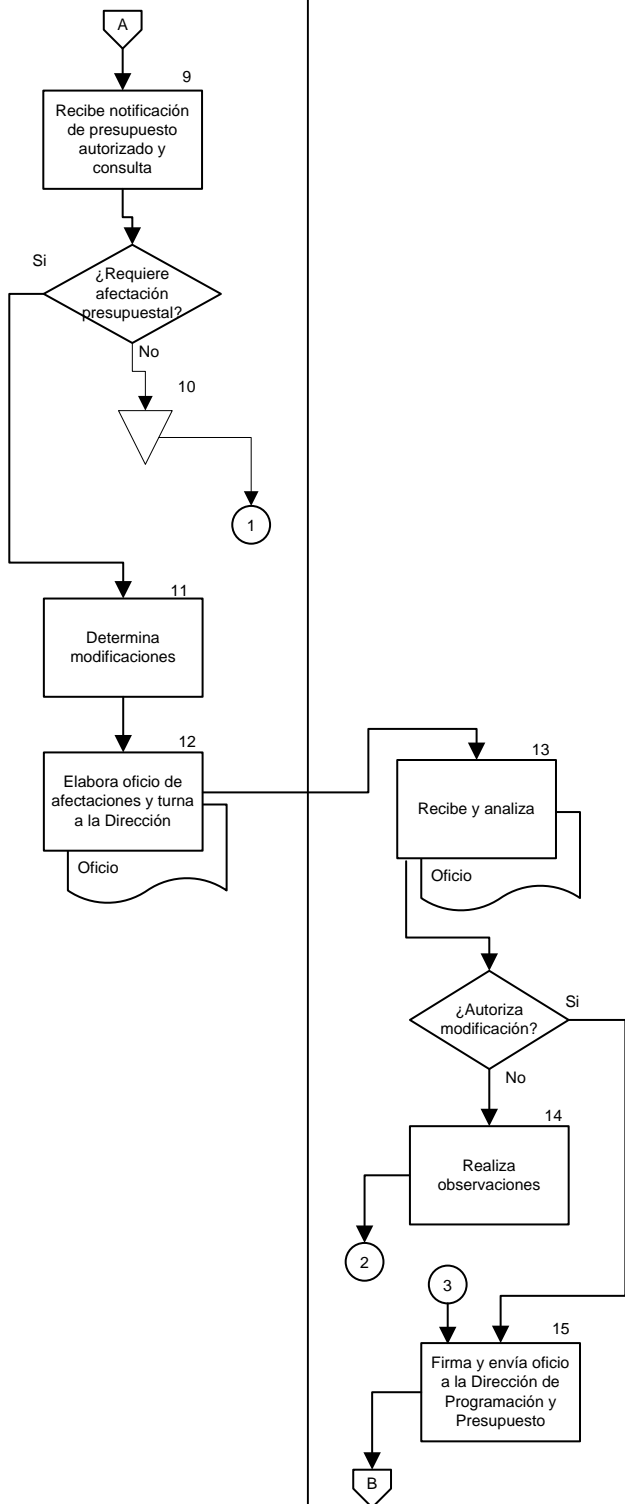 A
9
Recibe notificación
de presupuesto
autorizado y
consulta
Si
¿Requiere
afectación
presupuestal?
No
10
1
11
Determina
modificaciones
12
Elabora oficio de
afectaciones y turna
a la Dirección
Oficio
13
Recibe y analiza
Oficio
¿Autoriza
modificación?
Si
No
14
Realiza
observaciones
2
3
15
Firma y envía oficio
a la Dirección de
Programación y
Presupuesto
B